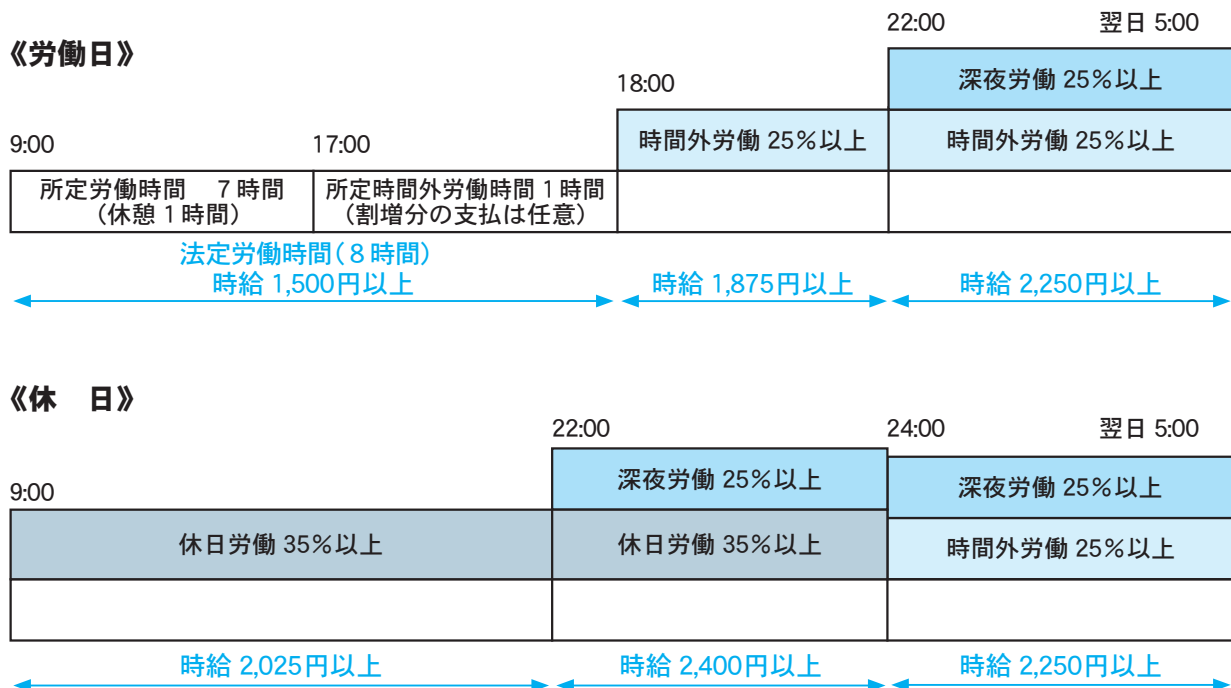 22:00 翌日 5:00
《労働日》
深夜労働 25％以上
18:00
時間外労働 25％以上 時間外労働 25％以上
9:00 17:00
所定労働時間　７時間
（休憩１時間）
所定時間外労働時間１時間
（割増分の支払は任意）
法定労働時間（８時間）
時給 1,500円以上 時給 1,875円以上 時給 2,250円以上
《休　日》
22:00 24:00 翌日 5:00
深夜労働 25％以上 深夜労働 25％以上
9:00
休日労働 35％以上 休日労働 35％以上 時間外労働 25％以上
時給 2,025円以上 時給 2,400円以上 時給 2,250円以上